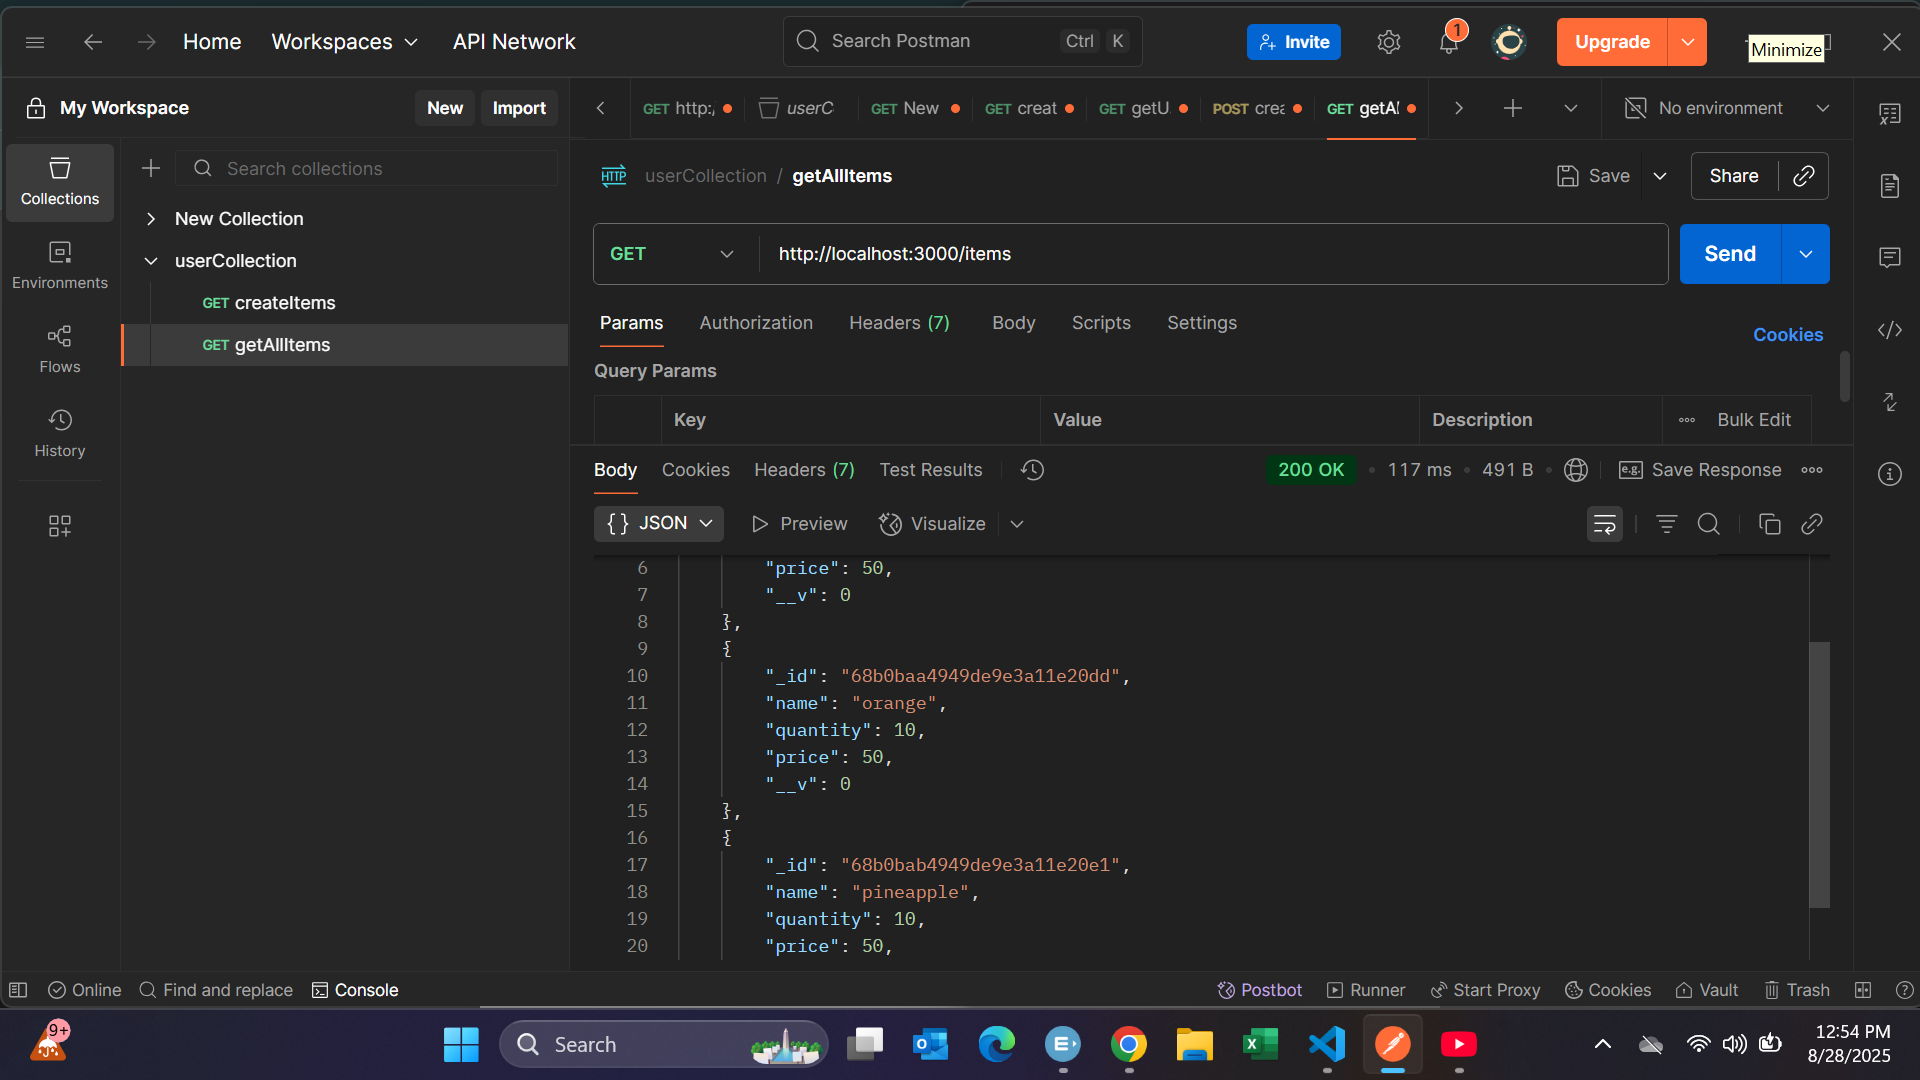 Home Workspaces API Network Search Postman Ctrl K Invite 1 Upgrade Minimize
My Workspace New Import GET http:/ userC GET New GET creat GET getU POST crea GET getAl No environment
Search collections
Collections
New Collection
userCollection
GET createItems
GET getAllItems
Environments
Flows
History
HTTP userCollection / getAllItems Save Share
GET http://localhost:3000/items Send
Params Authorization Headers (7) Body Scripts Settings Cookies
Query Params
Key Value Description Bulk Edit
Body Cookies Headers (7) Test Results 200 OK • 117 ms • 491 B • e.g. Save Response
{} JSON Preview Visualize
6 "price": 50,
7 "__v": 0
8 },
9 {
10 "_id": "68b0baa4949de9e3a11e20dd",
11 "name": "orange",
12 "quantity": 10,
13 "price": 50,
14 "__v": 0
15 },
16 {
17 "_id": "68b0bab4949de9e3a11e20e1",
18 "name": "pineapple",
19 "quantity": 10,
20 "price": 50,
Online Find and replace Console Postbot Runner Start Proxy Cookies Vault Trash
9+ Search 12:54 PM
8/28/2025